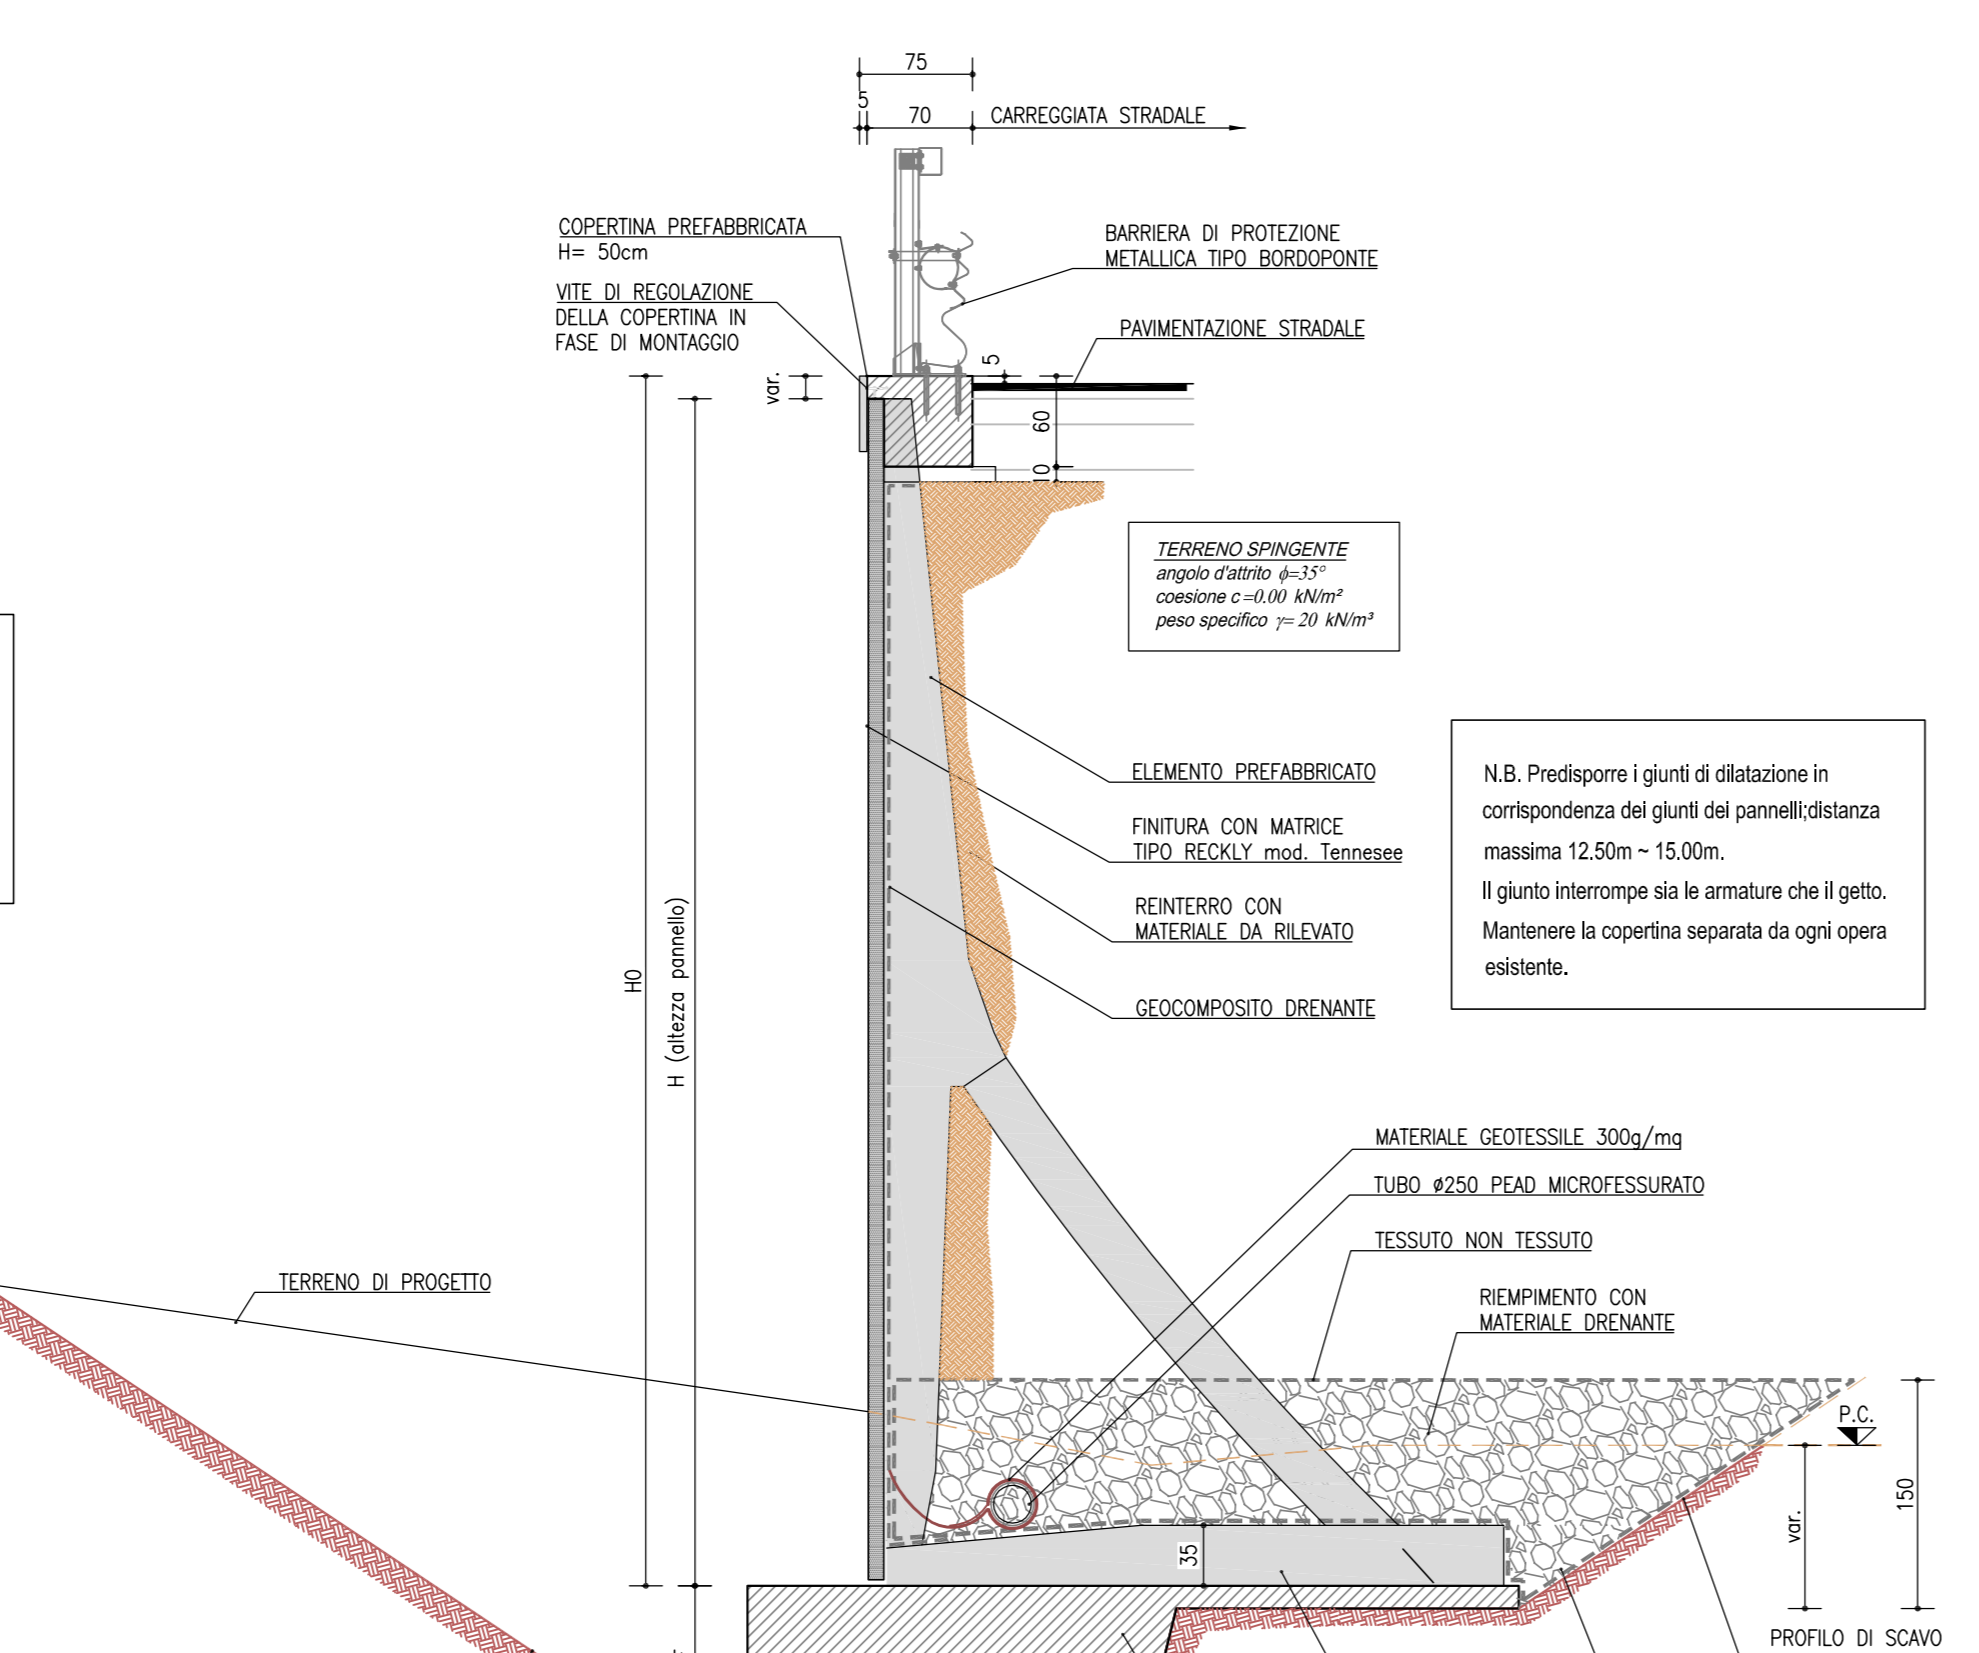 75
5
70
CARREGGIATA STRADALE
COPERTINA PREFABBRICATA
H= 50cm
VITE DI REGOLAZIONE
DELLA COPERTINA IN
FASE DI MONTAGGIO
BARRIERA DI PROTEZIONE
METALLICA TIPO BORDOPONTE
PAVIMENTAZIONE STRADALE
var.
5
60
10
TERRENO SPINGENTE
angolo d'attrito ϕ=35°
coesione c =0.00 kN/m²
peso specifico γ= 20 kN/m³
ELEMENTO PREFABBRICATO
FINITURA CON MATRICE
TIPO RECKLY mod. Tennesee
REINTERRO CON
MATERIALE DA RILEVATO
GEOCOMPOSITO DRENANTE
N.B. Predisporre i giunti di dilatazione in
corrispondenza dei giunti dei pannelli;distanza
massima 12.50m ~ 15.00m.
Il giunto interrompe sia le armature che il getto.
Mantenere la copertina separata da ogni opera
esistente.
H0
H (altezza pannello)
MATERIALE GEOTESSILE 300g/mq
TUBO ø250 PEAD MICROFESSURATO
TESSUTO NON TESSUTO
RIEMPIMENTO CON
MATERIALE DRENANTE
TERRENO DI PROGETTO
P.C.
150
var.
35
PROFILO DI SCAVO